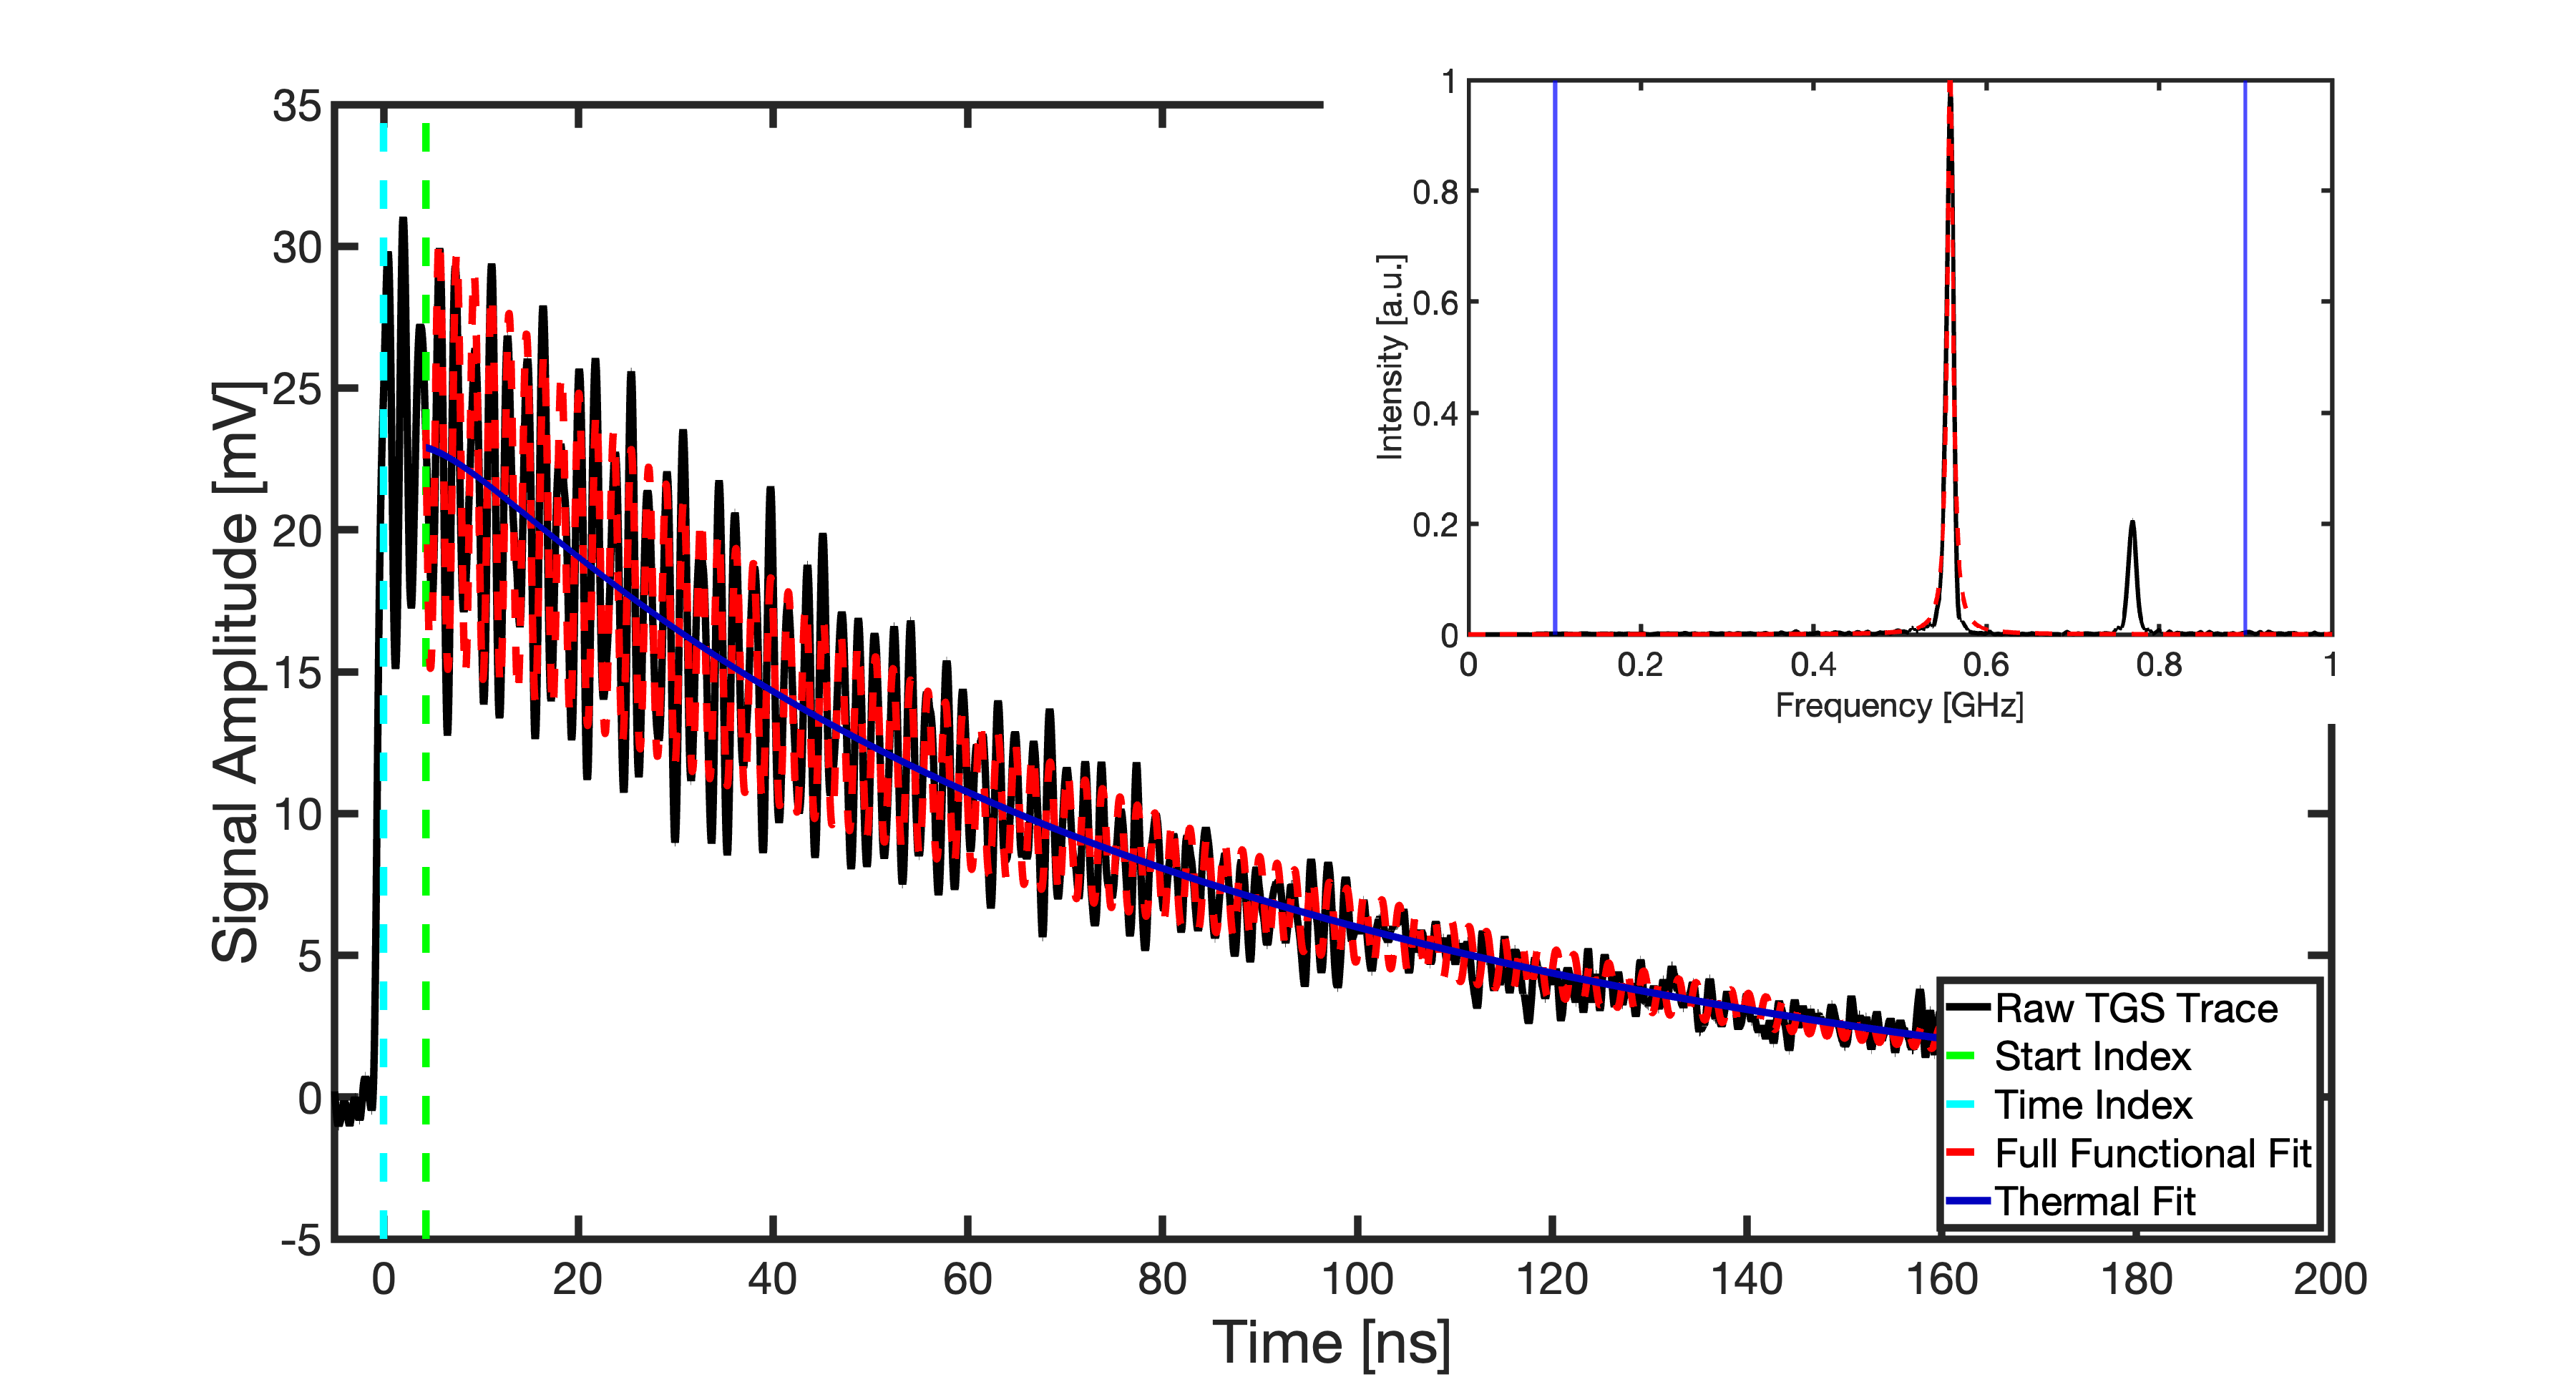 35
30
25
20
15
10
5
0
-5
Signal Amplitude [mV]
0 20 40 60 80 100 120 140 160 180 200
Time [ns]
1
0.8
0.6
0.4
0.2
0
Intensity [a.u.]
0 0.2 0.4 0.6 0.8 1
Frequency [GHz]
Raw TGS Trace
Start Index
Time Index
Full Functional Fit
Thermal Fit